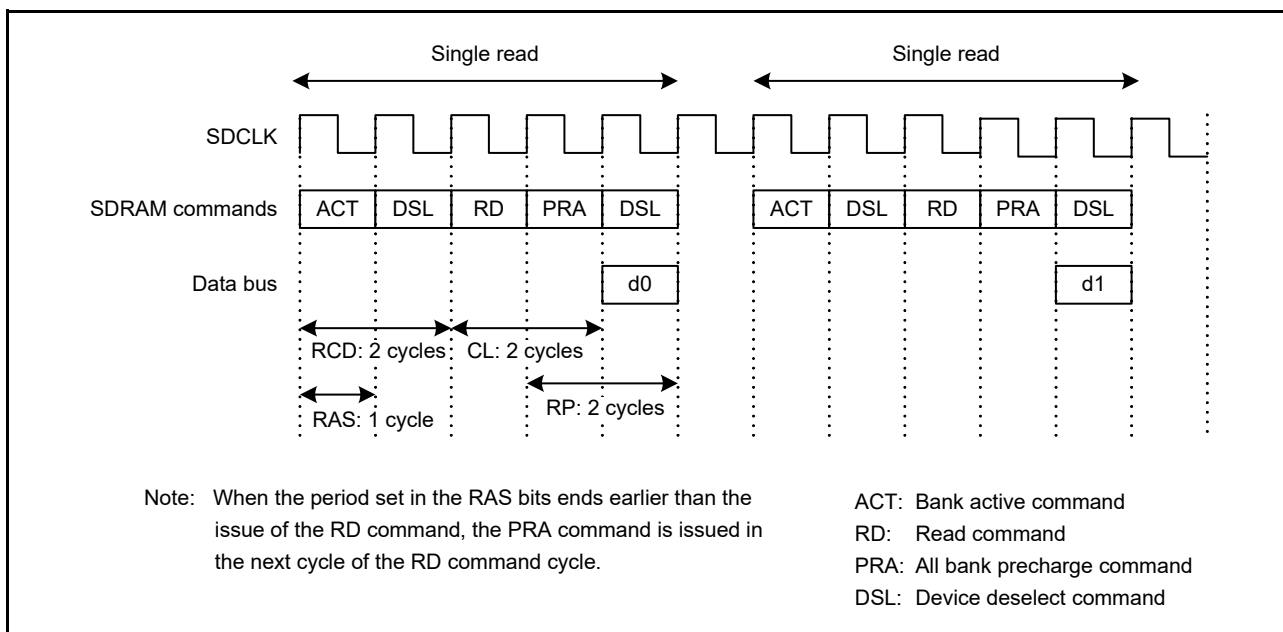 Single read Single read
SDCLK
SDRAM commands ACT DSL RD PRA DSL ACT DSL RD PRA DSL
Data bus d0 d1
RCD: 2 cycles CL: 2 cycles
RAS: 1 cycle RP: 2 cycles
Note: When the period set in the RAS bits ends earlier than the
issue of the RD command, the PRA command is issued in
the next cycle of the RD command cycle.
ACT: Bank active command
RD: Read command
PRA: All bank precharge command
DSL: Device deselect command